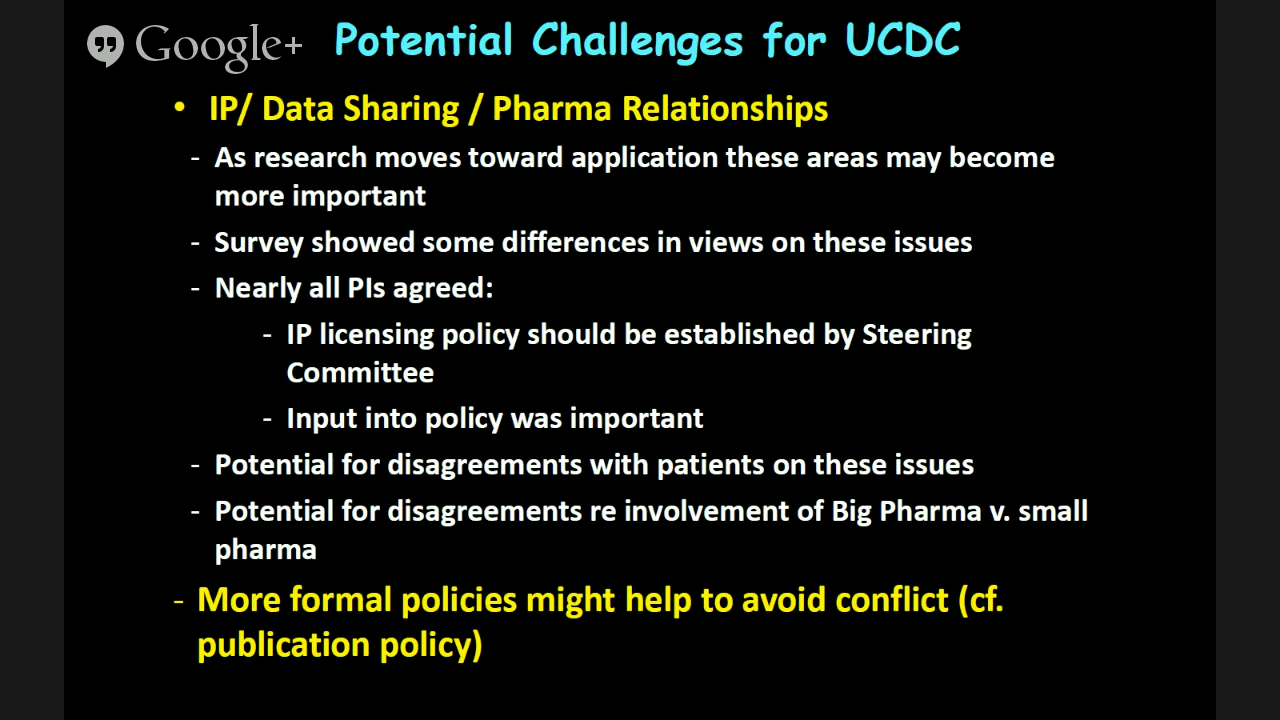 Google+ Potential Challenges for UCDC
• IP/ Data Sharing / Pharma Relationships
- As research moves toward application these areas may become
more important
- Survey showed some differences in views on these issues
- Nearly all PIs agreed:
- IP licensing policy should be established by Steering
Committee
- Input into policy was important
- Potential for disagreements with patients on these issues
- Potential for disagreements re involvement of Big Pharma v. small
pharma
- More formal policies might help to avoid conflict (cf.
publication policy)